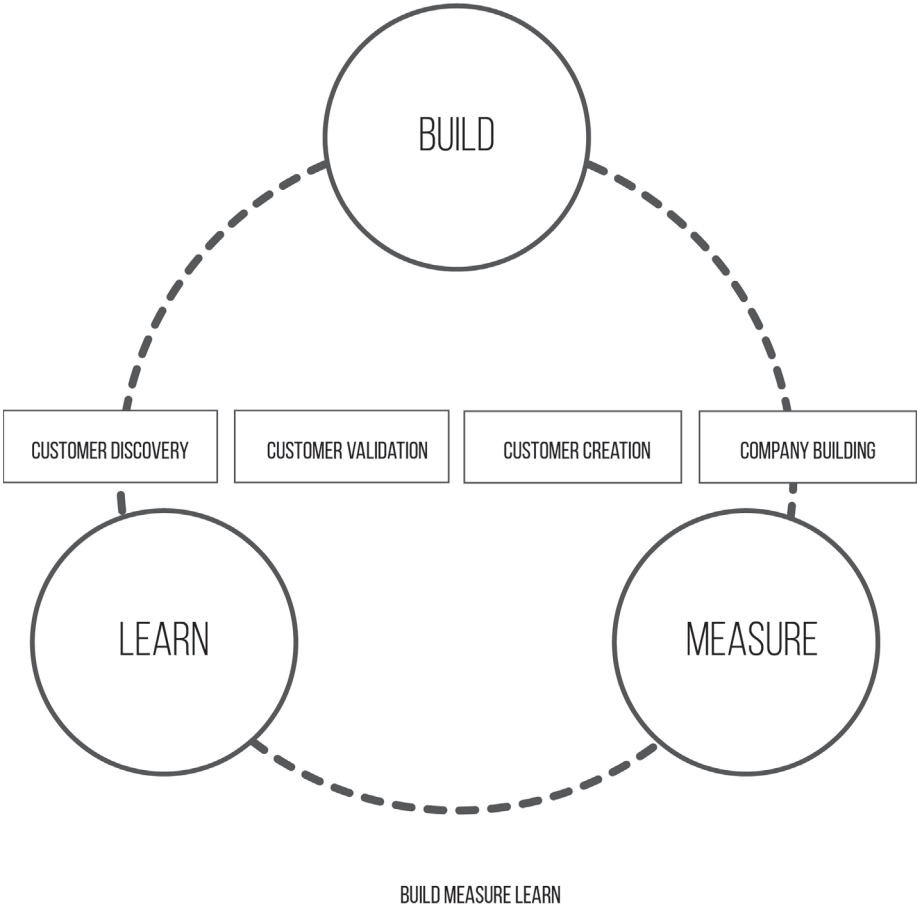 BUILD
CUSTOMER DISCOVERY
CUSTOMER VALIDATION
CUSTOMER CREATION
COMPANY BUILDING
LEARN
MEASURE
BUILD MEASURE LEARN